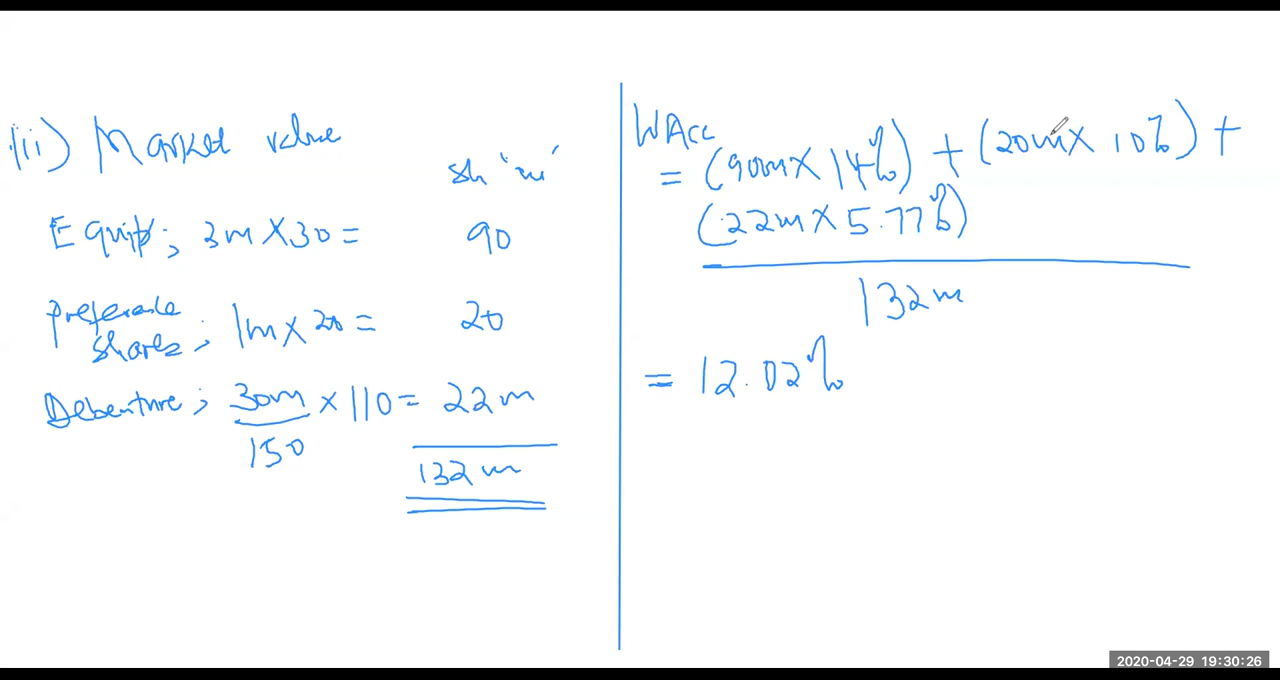 (ii) Market value
sh 'm'
Equity; 3m X 30 = 90
preference
shares; 1m X 20 = 20
Debenture; 30m/150 x 110 = 22m
132m
WACC
= (90m X 14%) + (20m X 10%) +
(22m X 5.77%)
132m
= 12.02%
2020-04-29 19:30:26